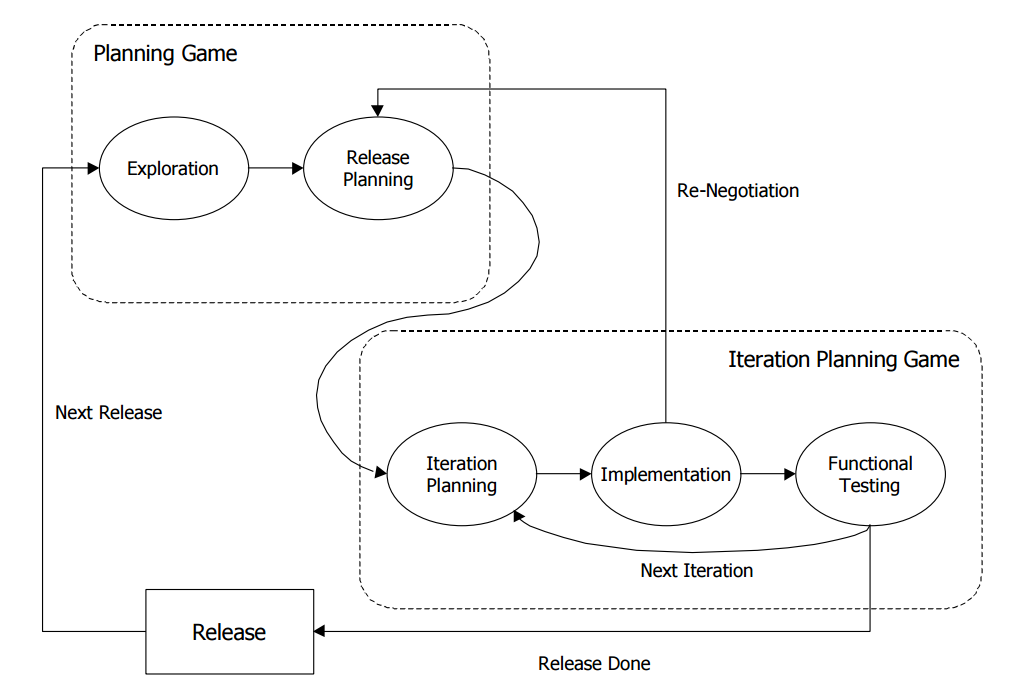 Planning Game
Exploration
Release
Planning
Re-Negotiation
Iteration Planning Game
Next Release
Iteration
Planning
Implementation
Functional
Testing
Next Iteration
Release
Release Done